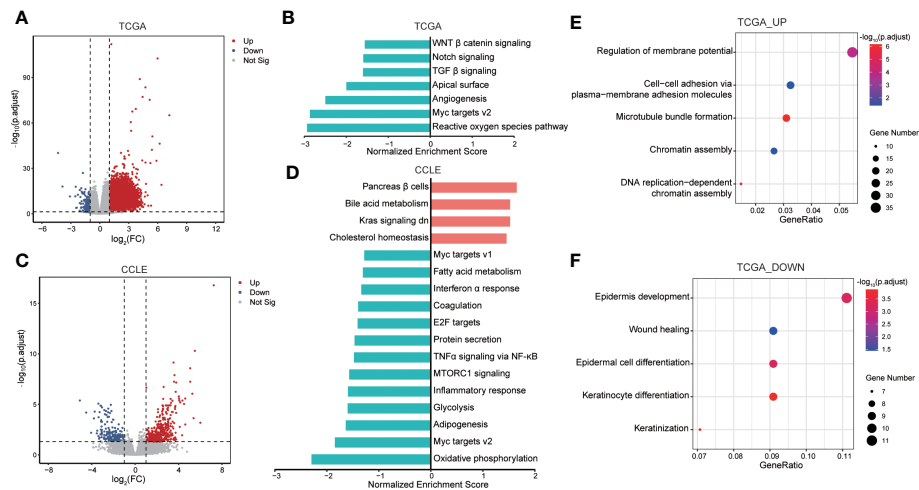 A
TCGA
Up
Down
Not Sig
-log₁₀(p.adjust)
90
60
30
0
-6
-3
0
3
6
9
12
log₂(FC)
B
TCGA
WNT β catenin signaling
Notch signaling
TGF β signaling
Apical surface
Angiogenesis
Myc targets v2
Reactive oxygen species pathway
-3
-2
-1
0
1
2
Normalized Enrichment Score
C
CCLE
Up
Down
Not Sig
-log₁₀(p.adjust)
15
10
5
0
-8
-4
0
4
8
log₂(FC)
D
CCLE
Pancreas β cells
Bile acid metabolism
Kras signaling dn
Cholesterol homeostasis
Myc targets v1
Fatty acid metabolism
Interferon α response
Coagulation
E2F targets
Protein secretion
TNFα signaling via NF-κB
MTORC1 signaling
Inflammatory response
Glycolysis
Adipogenesis
Myc targets v2
Oxidative phosphorylation
-3
-2
-1
0
1
2
Normalized Enrichment Score
E
TCGA_UP
Regulation of membrane potential
Cell-cell adhesion via
plasma-membrane adhesion molecules
Microtubule bundle formation
Chromatin assembly
DNA replication-dependent
chromatin assembly
0.02
0.03
0.04
0.05
GeneRatio
-log₁₀(p.adjust)
6
5
4
3
2
Gene Number
10
15
20
25
30
35
F
TCGA_DOWN
Epidermis development
Wound healing
Epidermal cell differentiation
Keratinocyte differentiation
Keratinization
0.07
0.08
0.09
0.10
0.11
GeneRatio
-log₁₀(p.adjust)
3.5
3.0
2.5
2.0
1.5
Gene Number
7
8
9
10
11